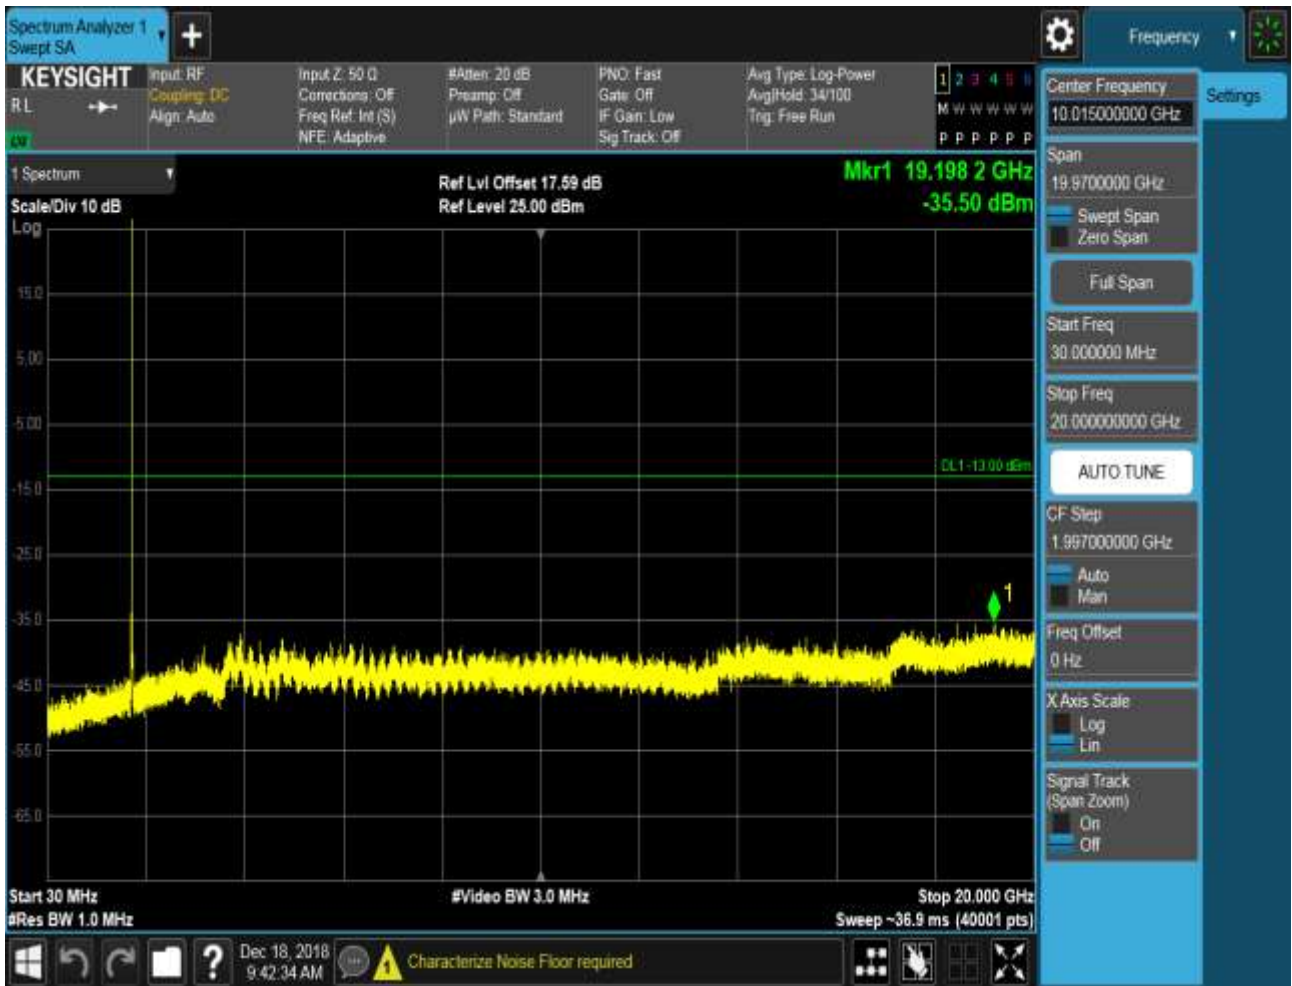 Spectrum Analyzer 1
Swept SA
+
Frequency
KEYSIGHT
RL
Input: RF
Coupling: DC
Align: Auto
Input Z: 50 Ω
Corrections: Off
Freq Ref: Int (S)
NFE: Adaptive
#Atten: 20 dB
Preamp: Off
µW Path: Standard
PNO: Fast
Gate: Off
IF Gain: Low
Sig Track: Off
Avg Type: Log-Power
Avg|Hold: 34/100
Trig: Free Run
1 2 3 4 5 6
M W W W W W
P P P P P P
1 Spectrum
Scale/Div 10 dB
Log
Ref Lvl Offset 17.59 dB
Ref Level 25.00 dBm
Mkr1 19.198 2 GHz
-35.50 dBm
15.0
5.00
-5.00
-15.0
-25.0
-35.0
-45.0
-55.0
-65.0
DL1 -13.00 dBm
1
Start 30 MHz
#Res BW 1.0 MHz
#Video BW 3.0 MHz
Stop 20.000 GHz
Sweep ~36.9 ms (40001 pts)
?
Dec 18, 2018
9:42:34 AM
1
Characterize Noise Floor required
Center Frequency
10.015000000 GHz
Settings
Span
19.9700000 GHz
Swept Span
Zero Span
Full Span
Start Freq
30.000000 MHz
Stop Freq
20.000000000 GHz
AUTO TUNE
CF Step
1.997000000 GHz
Auto
Man
Freq Offset
0 Hz
X Axis Scale
Log
Lin
Signal Track
(Span Zoom)
On
Off